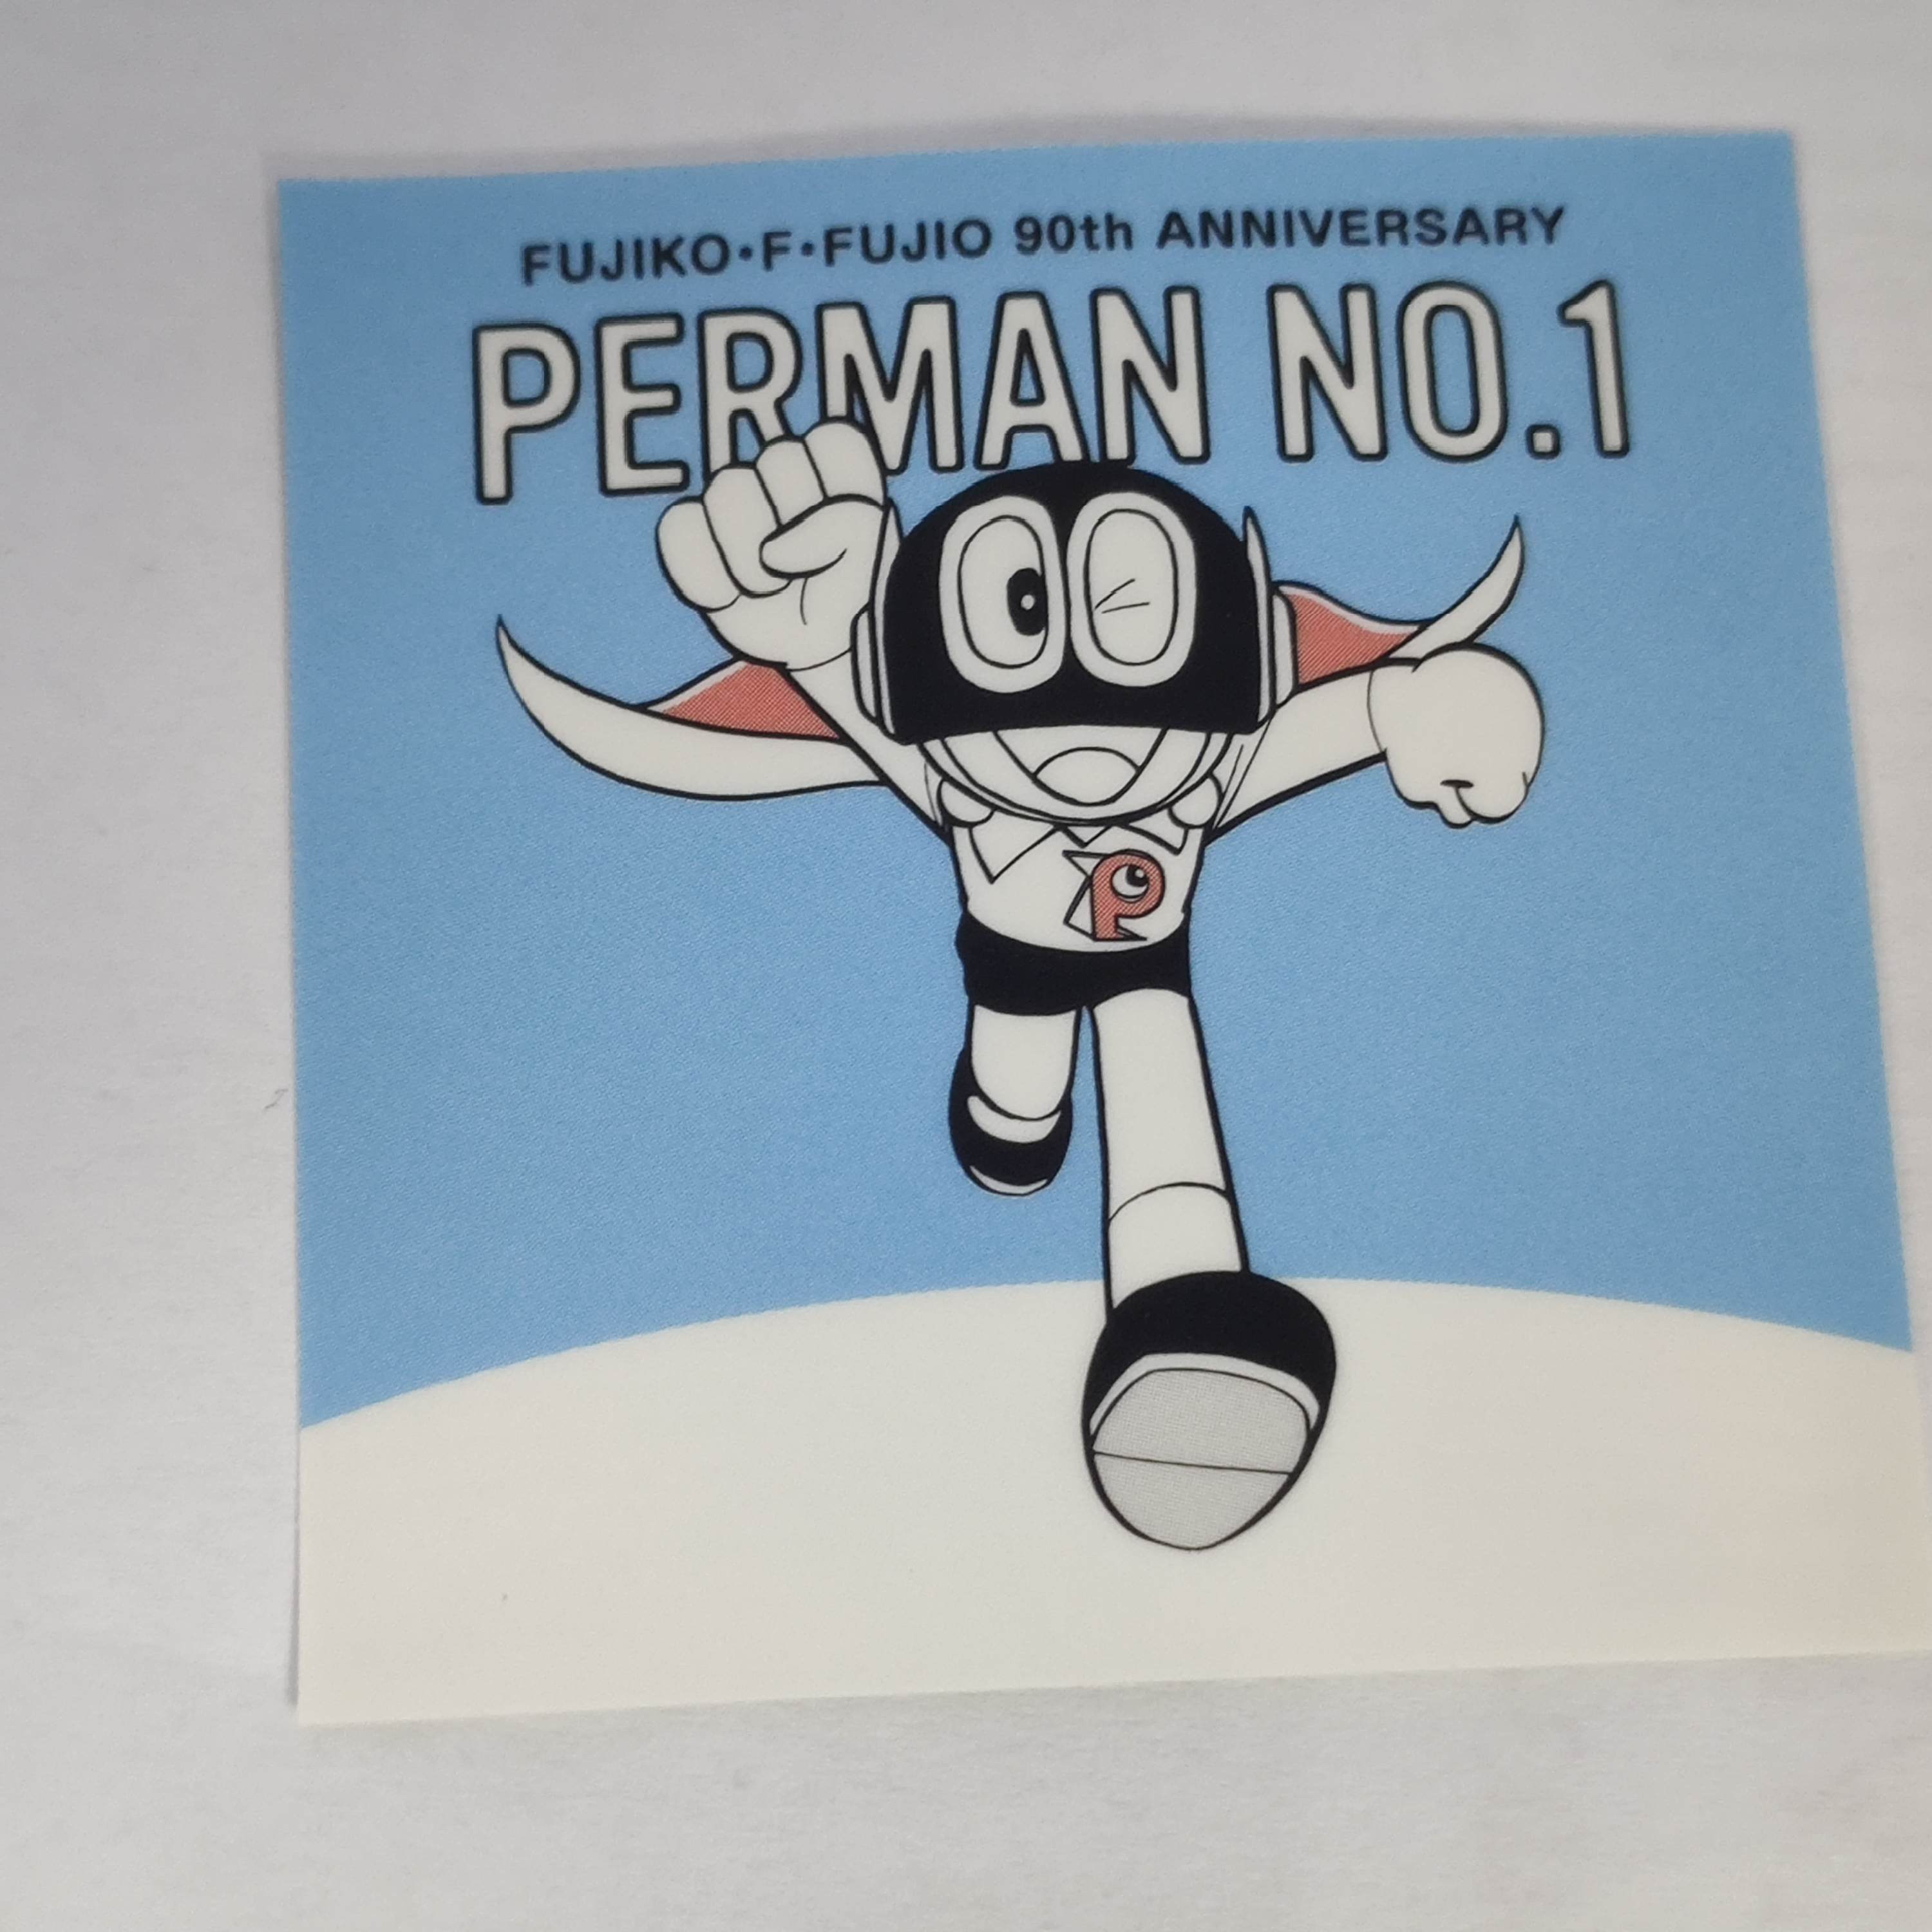 FUJIKO・F・FUJIO 90th ANNIVERSARY
PERMAN NO.1
P